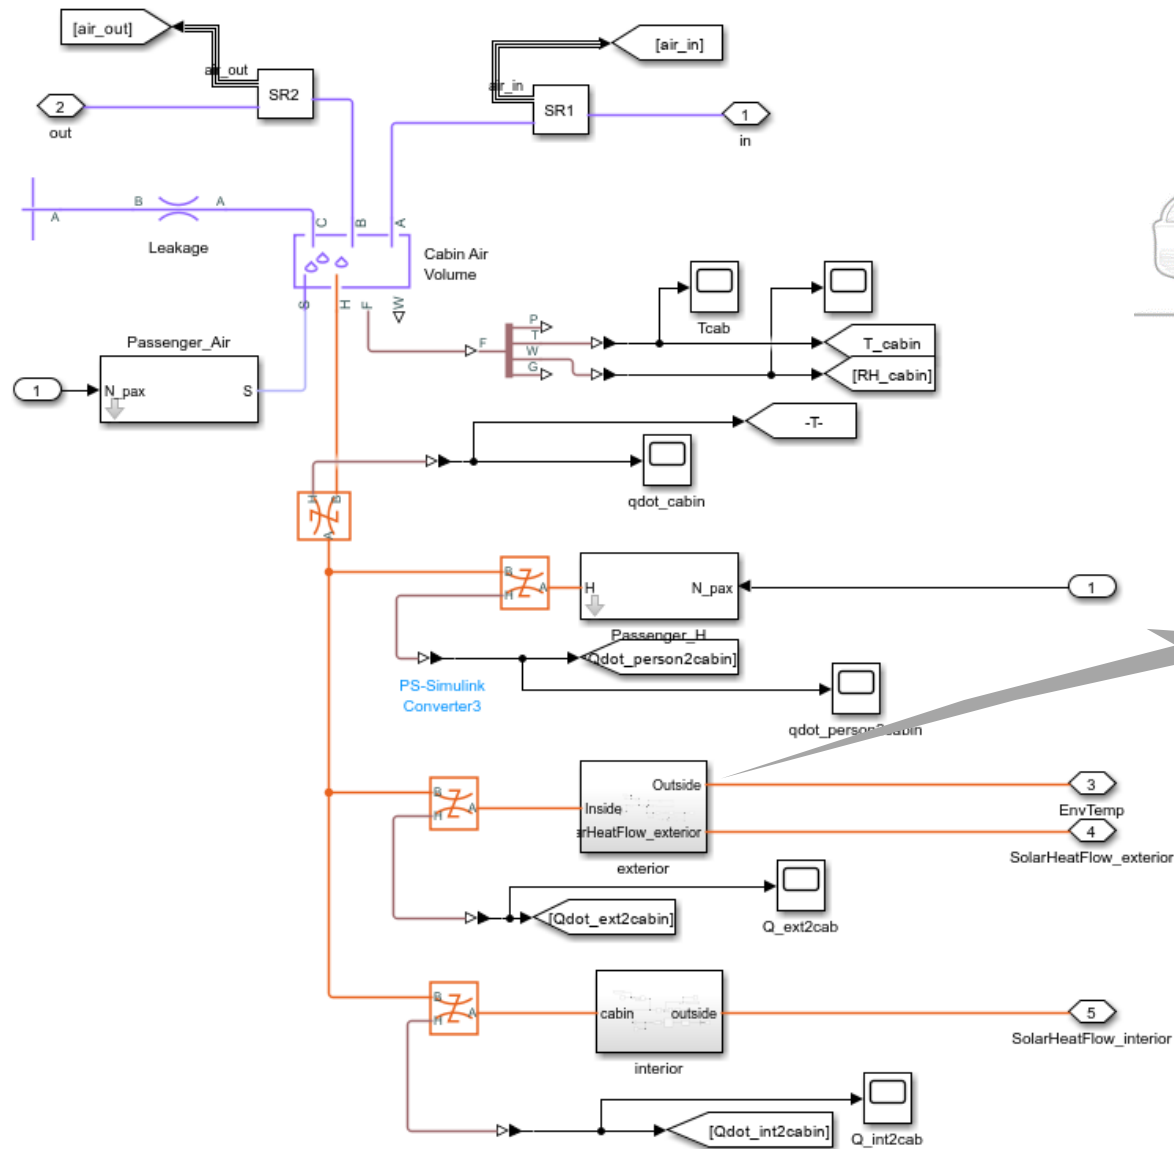 [air_out]
[air_in]
air_out
air_in
SR2
SR1
2
out
1
in
B
A
A
Leakage
C
B
A
Cabin Air
Volume
S
H
F
W
Tcab
P
T
F
W
G
T_cabin
[RH_cabin]
Passenger_Air
1
N_pax
S
-T-
qdot_cabin
H
B
A
B
A
H
H
N_pax
1
Passenger_H
Qdot_person2cabin]
PS-Simulink
Converter3
qdot_person2cabin
Outside
3
B
A
Inside
EnvTemp
H
rHeatFlow_exterior
4
exterior
SolarHeatFlow_exterior
[Qdot_ext2cabin]
Q_ext2cab
B
A
H
cabin
outside
5
interior
SolarHeatFlow_interior
[Qdot_int2cabin]
Q_int2cab